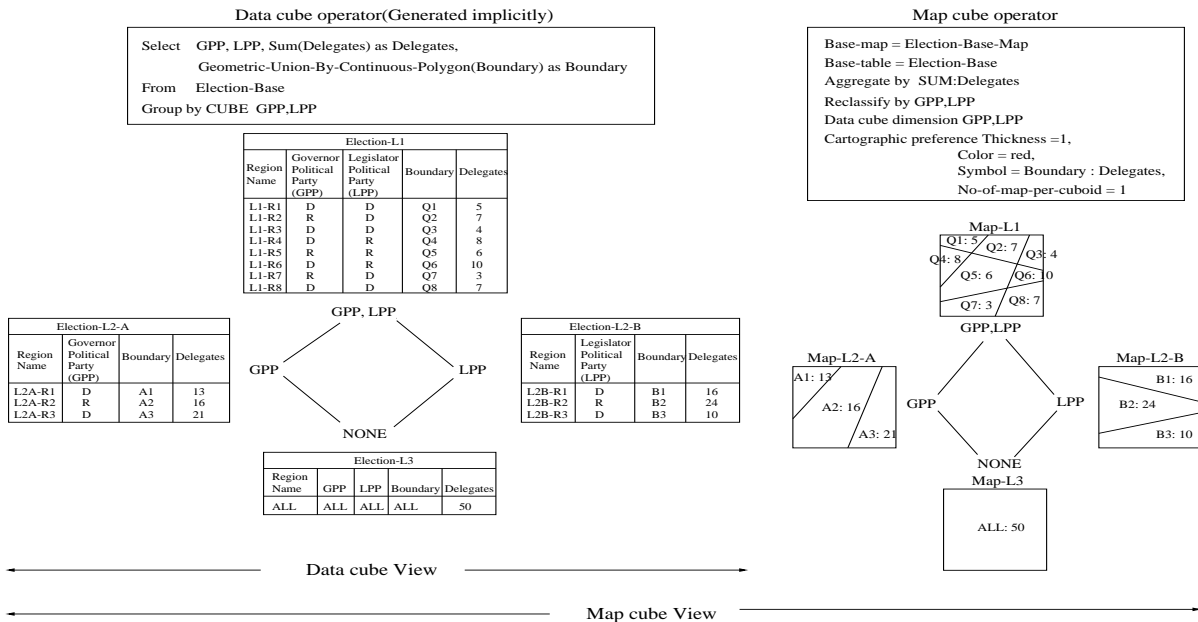 Data cube operator(Generated implicitly)
Select GPP, LPP, Sum(Delegates) as Delegates,
Geometric-Union-By-Continuous-Polygon(Boundary) as Boundary
From Election-Base
Group by CUBE GPP,LPP
Election-L1
Region Name Governor Political Party (GPP) Legislator Political Party (LPP) Boundary Delegates
L1-R1 D D Q1 5
L1-R2 R D Q2 7
L1-R3 D D Q3 4
L1-R4 D R Q4 8
L1-R5 R R Q5 6
L1-R6 D R Q6 10
L1-R7 R D Q7 3
L1-R8 D D Q8 7
GPP, LPP
GPP
LPP
NONE
Election-L2-A
Region Name Governor Political Party (GPP) Boundary Delegates
L2A-R1 D A1 13
L2A-R2 R A2 16
L2A-R3 D A3 21
Election-L2-B
Region Name Legislator Political Party (LPP) Boundary Delegates
L2B-R1 D B1 16
L2B-R2 R B2 24
L2B-R3 D B3 10
Election-L3
Region Name GPP LPP Boundary Delegates
ALL ALL ALL ALL 50
Data cube View
Map cube operator
Base-map = Election-Base-Map
Base-table = Election-Base
Aggregate by SUM:Delegates
Reclassify by GPP,LPP
Data cube dimension GPP,LPP
Cartographic preference Thickness =1,
Color = red,
Symbol = Boundary : Delegates,
No-of-map-per-cuboid = 1
Map-L1
Q1: 5
Q2: 7
Q3: 4
Q4: 8
Q5: 6
Q6: 10
Q7: 3
Q8: 7
GPP,LPP
Map-L2-A
A1: 13
A2: 16
A3: 21
GPP
LPP
Map-L2-B
B1: 16
B2: 24
B3: 10
NONE
Map-L3
ALL: 50
Map cube View